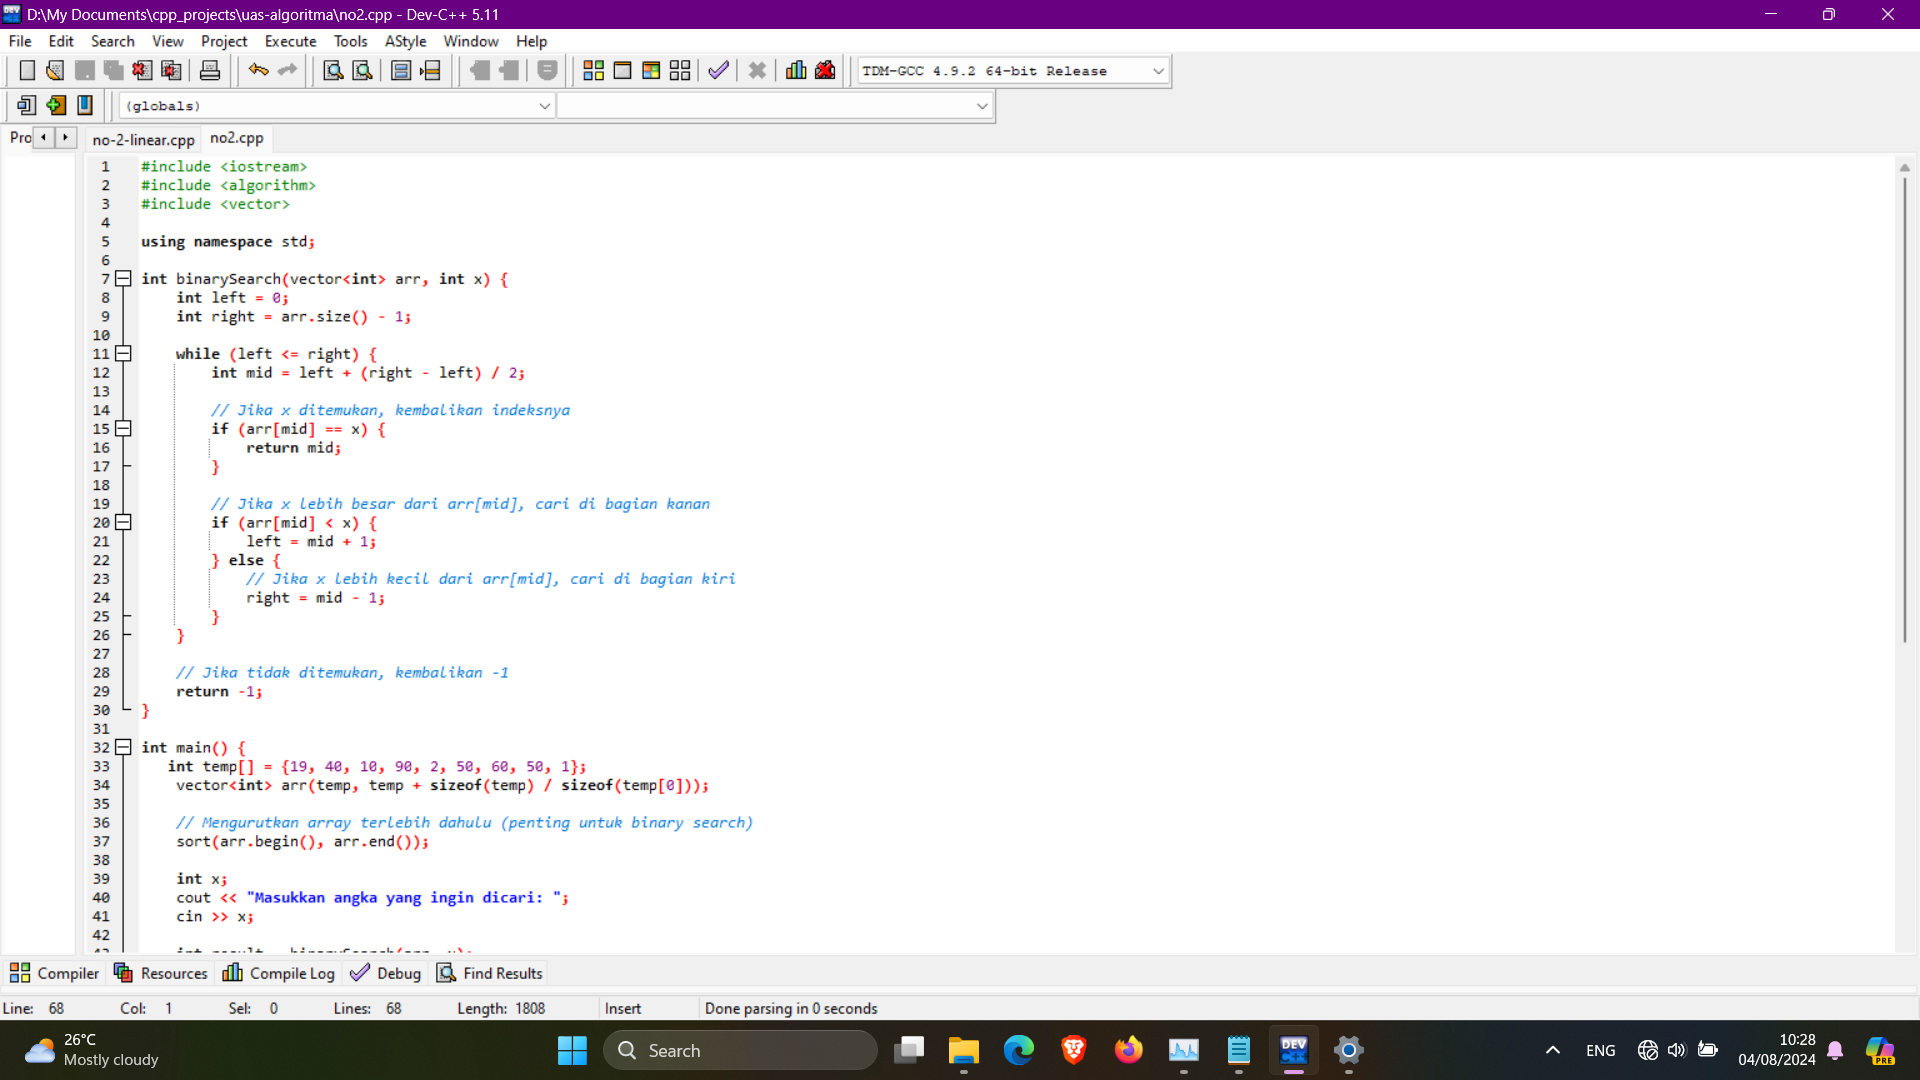 D:\My Documents\cpp_projects\uas-algoritma\no2.cpp - Dev-C++ 5.11
File Edit Search View Project Execute Tools AStyle Window Help
TDM-GCC 4.9.2 64-bit Release
(globals)
Pro no-2-linear.cpp no2.cpp
1 #include <iostream>
2 #include <algorithm>
3 #include <vector>
4
5 using namespace std;
6
7 int binarySearch(vector<int> arr, int x) {
8 int left = 0;
9 int right = arr.size() - 1;
10
11 while (left <= right) {
12 int mid = left + (right - left) / 2;
13
14 // Jika x ditemukan, kembalikan indeksnya
15 if (arr[mid] == x) {
16 return mid;
17 }
18
19 // Jika x lebih besar dari arr[mid], cari di bagian kanan
20 if (arr[mid] < x) {
21 left = mid + 1;
22 } else {
23 // Jika x lebih kecil dari arr[mid], cari di bagian kiri
24 right = mid - 1;
25 }
26 }
27
28 // Jika tidak ditemukan, kembalikan -1
29 return -1;
30 }
31
32 int main() {
33 int temp[] = {19, 40, 10, 90, 2, 50, 60, 50, 1};
34 vector<int> arr(temp, temp + sizeof(temp) / sizeof(temp[0]));
35
36 // Mengurutkan array terlebih dahulu (penting untuk binary search)
37 sort(arr.begin(), arr.end());
38
39 int x;
40 cout << "Masukkan angka yang ingin dicari: ";
41 cin >> x;
42
Compiler Resources Compile Log Debug Find Results
Line: 68 Col: 1 Sel: 0 Lines: 68 Length: 1808 Insert Done parsing in 0 seconds
26°C
Mostly cloudy
Search
DEV
ENG
10:28
04/08/2024
PRE